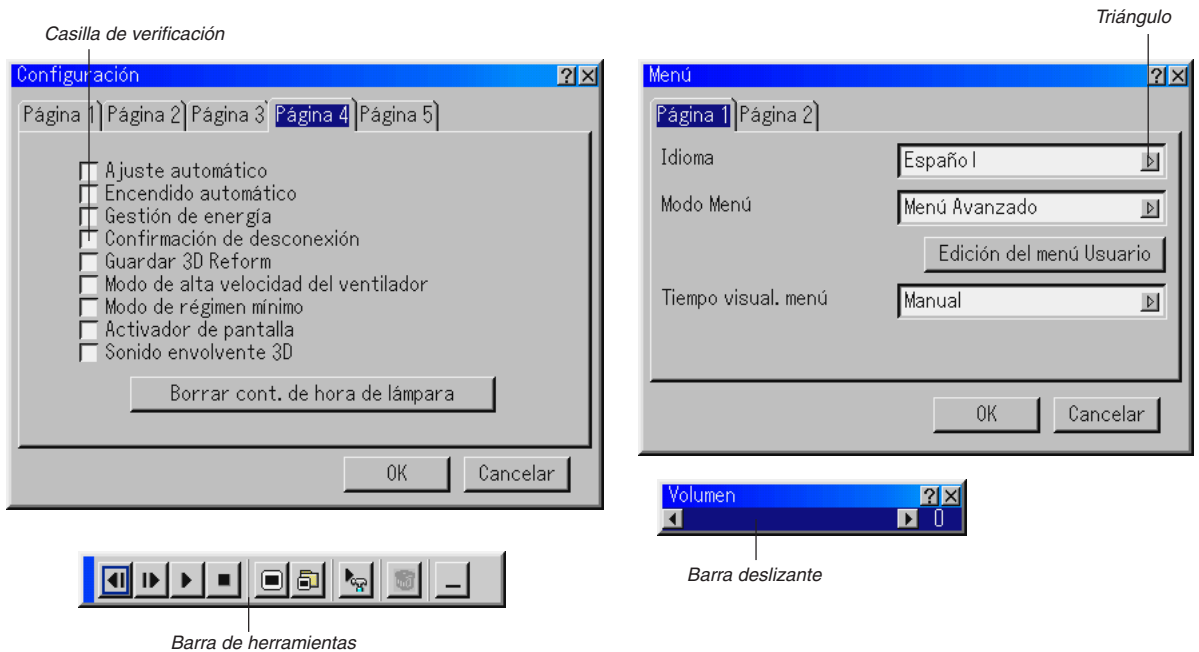 Casilla de verificación
Configuración
Página 1 Página 2 Página 3 Página 4 Página 5
Ajuste automático
Encendido automático
Gestión de energía
Confirmación de desconexión
Guardar 3D Reform
Modo de alta velocidad del ventilador
Modo de régimen mínimo
Activador de pantalla
Sonido envolvente 3D
Borrar cont. de hora de lámpara
OK Cancelar
Triángulo
Menú
Página 1 Página 2
Idioma Español
Modo Menú Menú Avanzado
Edición del menú Usuario
Tiempo visual. menú Manual
OK Cancelar
Volumen
0
Barra deslizante
Barra de herramientas